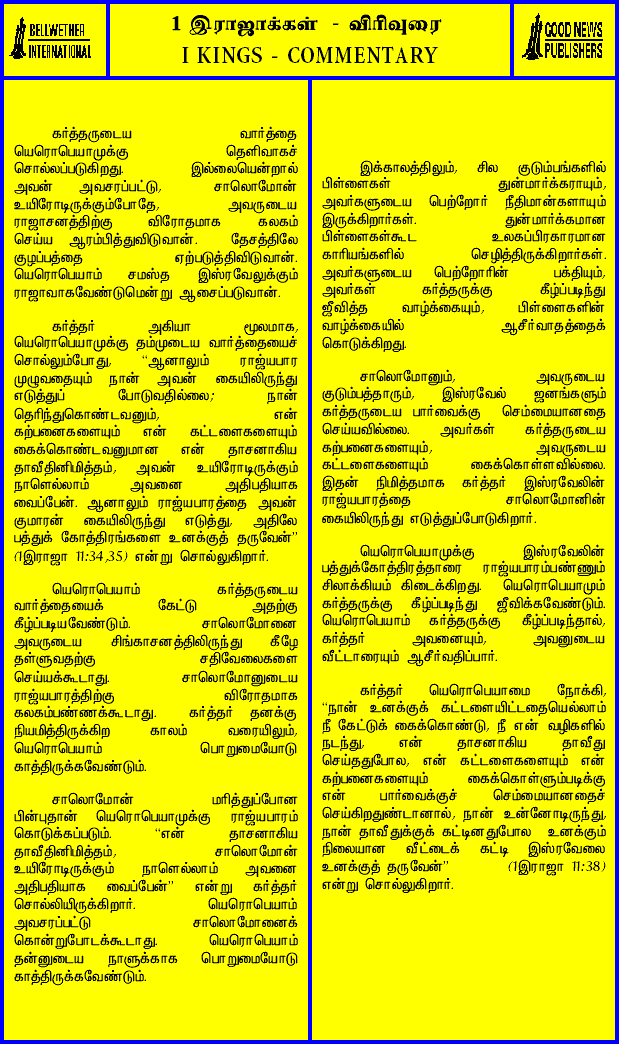 BELLWETHER
INTERNATIONAL
1 இராஜாக்கள் - விரிவுரை
I KINGS - COMMENTARY
GOOD NEWS
PUBLISHERS
கர்த்தருடைய வார்த்தை
யெரொபெயாமுக்கு தெளிவாகச்
சொல்லப்படுகிறது. இல்லையென்றால்
அவன் அவசரப்பட்டு, சாலொமோன்
உயிரோடிருக்கும்போதே, அவருடைய
ராஜாசனத்திற்கு விரோதமாக கலகம்
செய்ய ஆரம்பித்துவிடுவான். தேசத்திலே
குழப்பத்தை ஏற்படுத்திவிடுவான்.
யெரொபெயாம் சமஸ்த இஸ்ரவேலுக்கும்
ராஜாவாகவேண்டுமென்று ஆசைப்படுவான்.
கர்த்தர் அகியா மூலமாக,
யெரொபெயாமுக்கு தம்முடைய வார்த்தையைச்
சொல்லும்போது, “ஆனாலும் ராஜ்யபார
முழுவதையும் நான் அவன் கையிலிருந்து
எடுத்துப் போடுவதில்லை; நான்
தெரிந்துகொண்டவனும், என்
கற்பனைகளையும் என் கட்டளைகளையும்
கைக்கொண்டவனுமான என் தாசனாகிய
தாவீதினிமித்தம், அவன் உயிரோடிருக்கும்
நாளெல்லாம் அவனை அதிபதியாக
வைப்பேன். ஆனாலும் ராஜ்யபாரத்தை அவன்
குமாரன் கையிலிருந்து எடுத்து, அதிலே
பத்துக் கோத்திரங்களை உனக்குத் தருவேன்”
(1இராஜா 11:34,35) என்று சொல்லுகிறார்.
யெரொபெயாம் கர்த்தருடைய
வார்த்தையைக் கேட்டு அதற்கு
கீழ்ப்படியவேண்டும். சாலொமோனை
அவருடைய சிங்காசனத்திலிருந்து கீழே
தள்ளுவதற்கு சதிவேலைகளை
செய்யக்கூடாது. சாலொமோனுடைய
ராஜ்யபாரத்திற்கு விரோதமாக
கலகம்பண்ணக்கூடாது. கர்த்தர் தனக்கு
நியமித்திருக்கிற காலம் வரையிலும்,
யெரொபெயாம் பொறுமையோடு
காத்திருக்கவேண்டும்.
சாலொமோன் மரித்துப்போன
பின்புதான் யெரொபெயாமுக்கு ராஜ்யபாரம்
கொடுக்கப்படும். “என் தாசனாகிய
தாவீதினிமித்தம், சாலொமோன்
உயிரோடிருக்கும் நாளெல்லாம் அவனை
அதிபதியாக வைப்பேன்” என்று கர்த்தர்
சொல்லியிருக்கிறார். யெரொபெயாம்
அவசரப்பட்டு சாலொமோனைக்
கொன்றுபோடக்கூடாது. யெரொபெயாம்
தன்னுடைய நாளுக்காக பொறுமையோடு
காத்திருக்கவேண்டும்.
இக்காலத்திலும், சில குடும்பங்களில்
பிள்ளைகள் துன்மார்க்கராயும்,
அவர்களுடைய பெற்றோர் நீதிமான்களாயும்
இருக்கிறார்கள். துன்மார்க்கமான
பிள்ளைகள்கூட உலகப்பிரகாரமான
காரியங்களில் செழித்திருக்கிறார்கள்.
அவர்களுடைய பெற்றோரின் பக்தியும்,
அவர்கள் கர்த்தருக்கு கீழ்ப்படிந்து
ஜீவித்த வாழ்க்கையும், பிள்ளைகளின்
வாழ்க்கையில் ஆசீர்வாதத்தைக்
கொடுக்கிறது.
சாலொமோனும், அவருடைய
குடும்பத்தாரும், இஸ்ரவேல் ஜனங்களும்
கர்த்தருடைய பார்வைக்கு செம்மையானதை
செய்யவில்லை. அவர்கள் கர்த்தருடைய
கற்பனைகளையும், அவருடைய
கட்டளைகளையும் கைக்கொள்ளவில்லை.
இதன் நிமித்தமாக கர்த்தர் இஸ்ரவேலின்
ராஜ்யபாரத்தை சாலொமோனின்
கையிலிருந்து எடுத்துப்போடுகிறார்.
யெரொபெயாமுக்கு இஸ்ரவேலின்
பத்துக்கோத்திரத்தாரை ராஜ்யபாரம்பண்ணும்
சிலாக்கியம் கிடைக்கிறது. யெரொபெயாமும்
கர்த்தருக்கு கீழ்ப்படிந்து ஜீவிக்கவேண்டும்.
யெரொபெயாம் கர்த்தருக்கு கீழ்ப்படிந்தால்,
கர்த்தர் அவனையும், அவனுடைய
வீட்டாரையும் ஆசீர்வதிப்பார்.
கர்த்தர் யெரொபெயாமை நோக்கி,
“நான் உனக்குக் கட்டளையிட்டதையெல்லாம்
நீ கேட்டுக் கைக்கொண்டு, நீ என் வழிகளில்
நடந்து, என் தாசனாகிய தாவீது
செய்ததுபோல, என் கட்டளைகளையும் என்
கற்பனைகளையும் கைக்கொள்ளும்படிக்கு
என் பார்வைக்குச் செம்மையானதைச்
செய்கிறதுண்டானால், நான் உன்னோடிருந்து,
நான் தாவீதுக்குக் கட்டினதுபோல உனக்கும்
நிலையான வீட்டைக் கட்டி இஸ்ரவேலை
உனக்குத் தருவேன்” (1இராஜா 11:38)
என்று சொல்லுகிறார்.